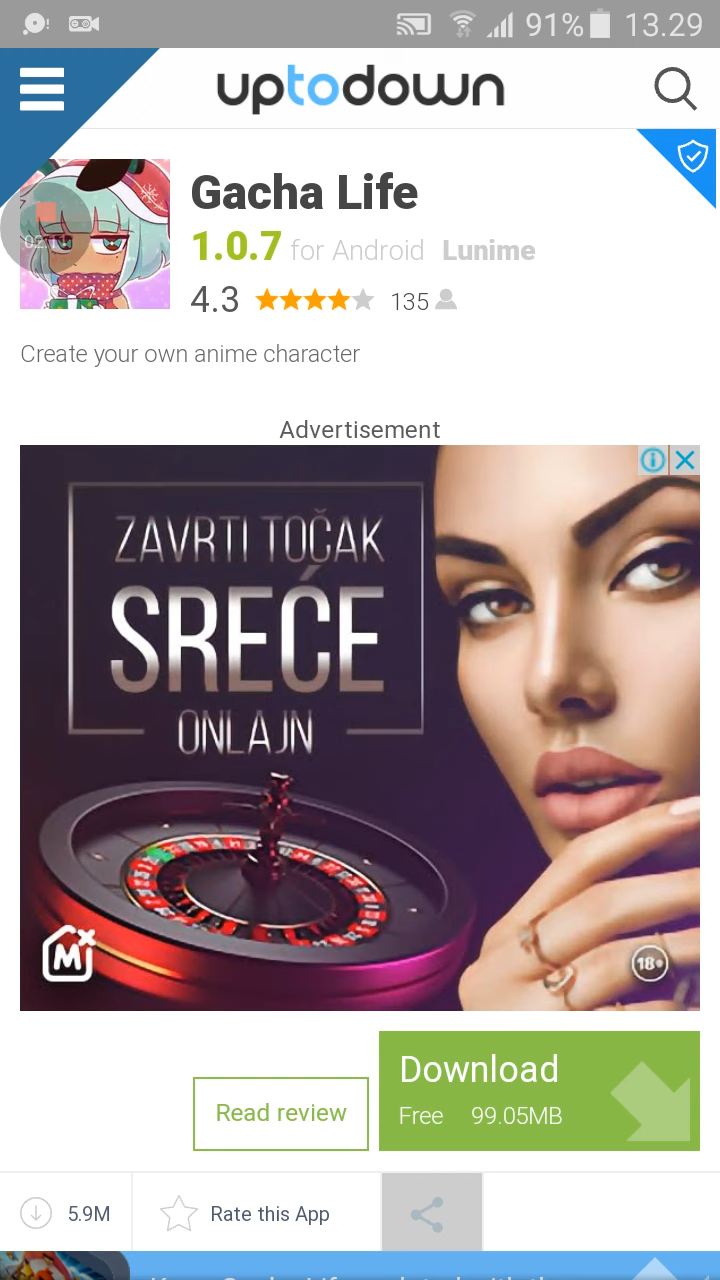 91% 13.29
uptodown
Gacha Life
1.0.7 for Android Lunime
4.3 135
Create your own anime character
Advertisement
ZAVRTI TOČAK
SREĆE
ONLAJN
M
18+
Download
Read review
Free 99.05MB
5.9M Rate this App